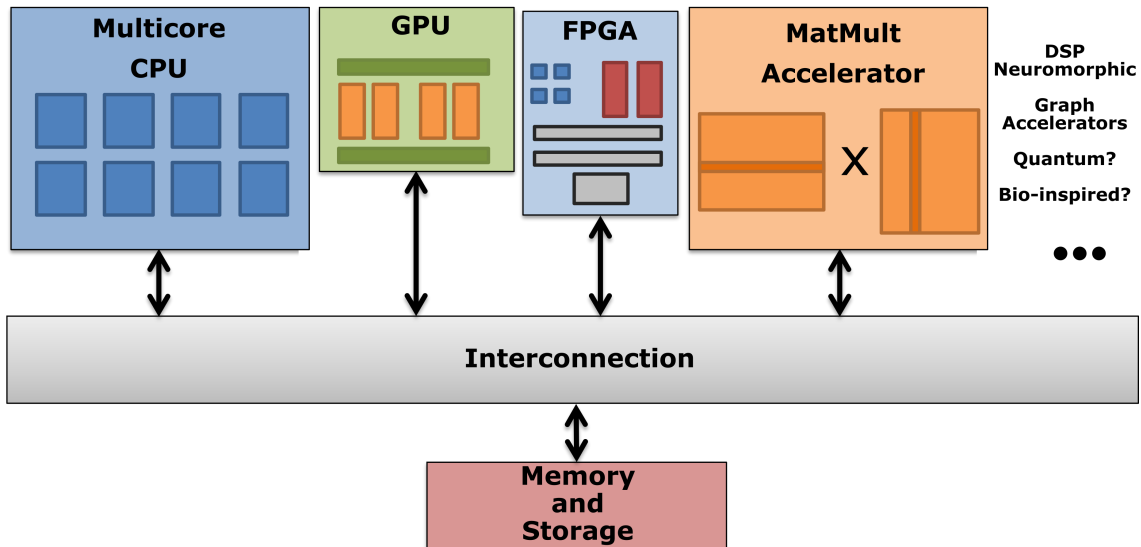 Multicore
CPU
GPU
FPGA
MatMult
Accelerator
X
DSP
Neuromorphic
Graph
Accelerators
Quantum?
Bio-inspired?
•••
Interconnection
Memory
and
Storage